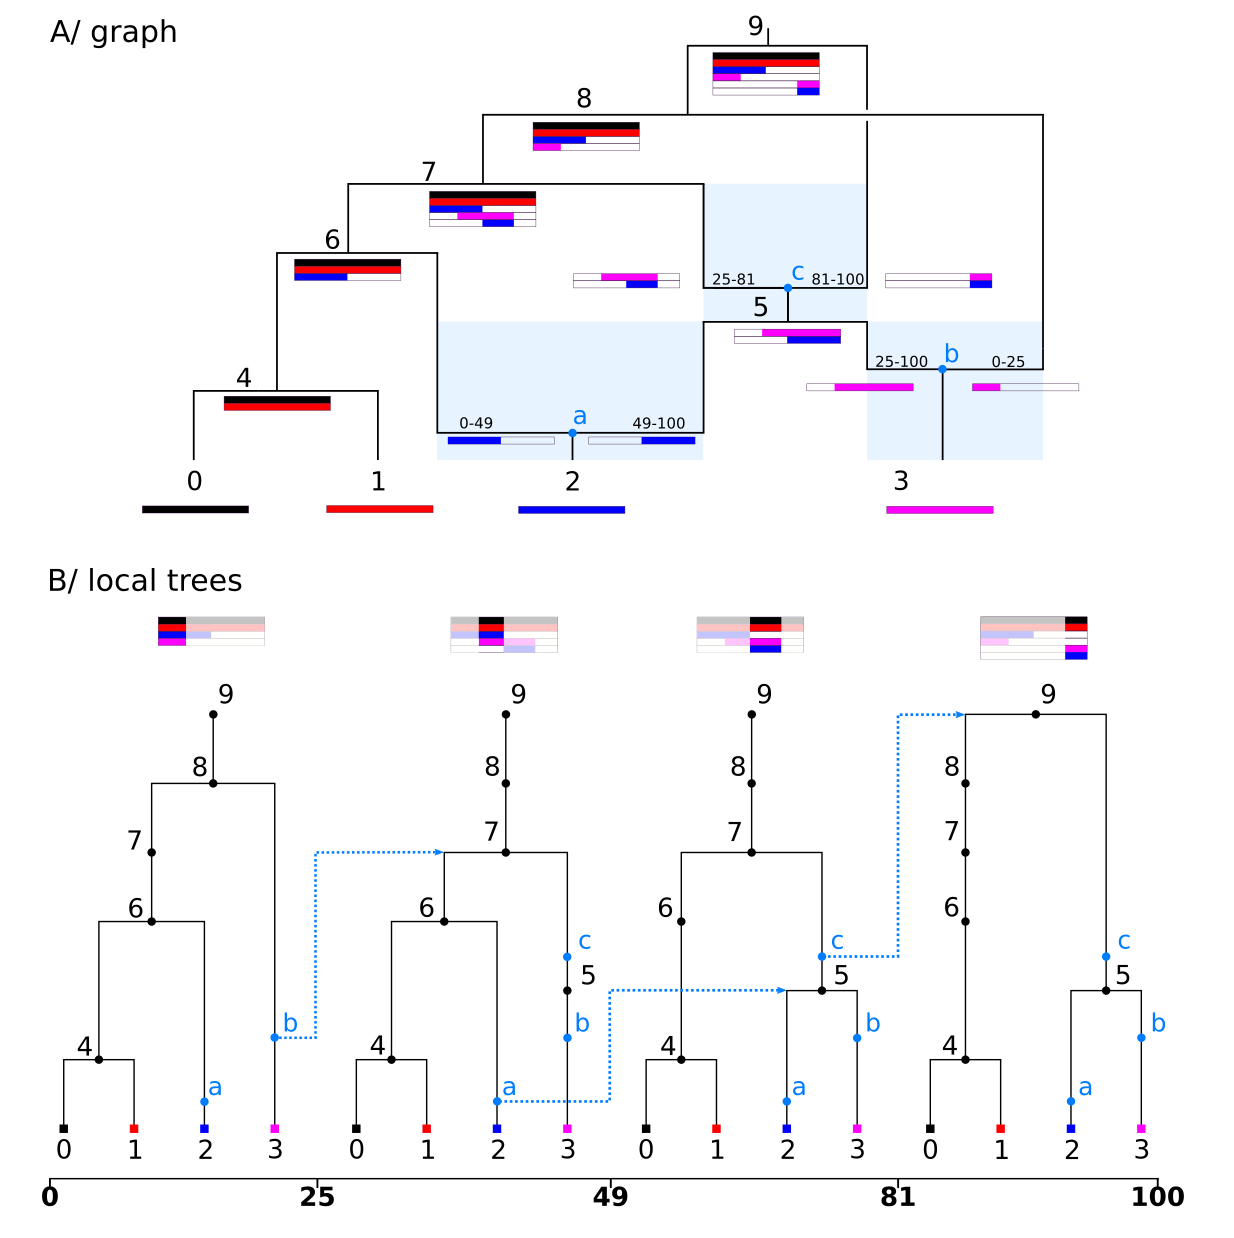 A/ graph
9
8
7
6
c
25-81 81-100
5
b
25-100 0-25
4
a
0-49 49-100
0 1 2 3
B/ local trees
9 9 9 9
8 8 8 8
7 7 7 7
6 6 6 6
c c c
5 5 5
b b b b
4 4 4 4
a a a a
0 1 2 3 0 1 2 3 0 1 2 3 0 1 2 3
0 25 49 81 100